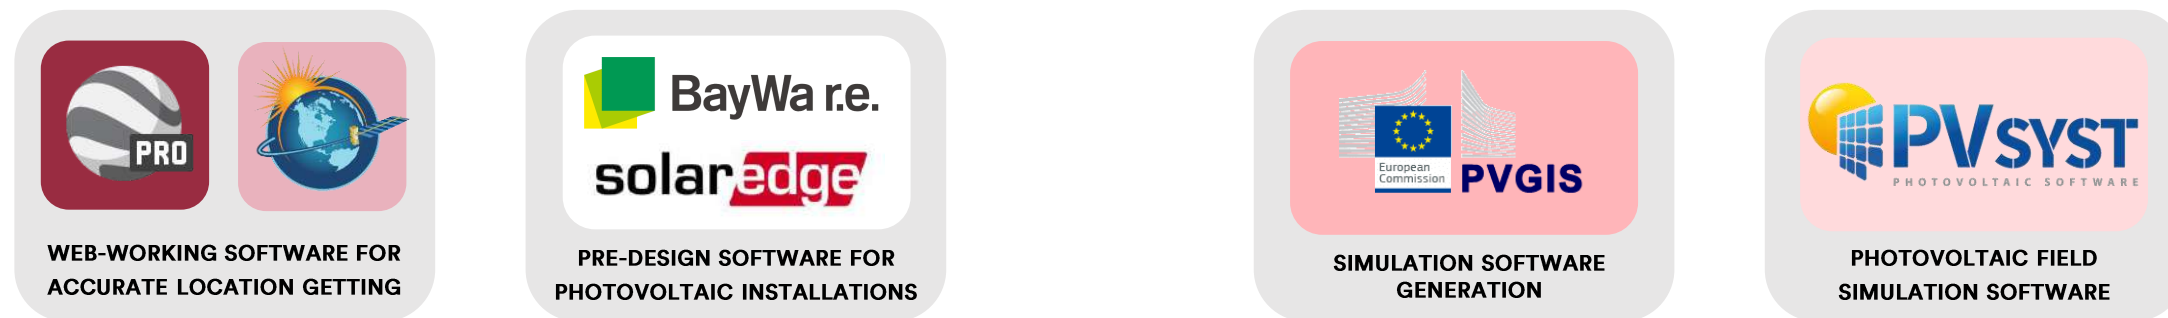 PRO
WEB-WORKING SOFTWARE FOR
ACCURATE LOCATION GETTING
BayWa r.e.
solaredge
PRE-DESIGN SOFTWARE FOR
PHOTOVOLTAIC INSTALLATIONS
European
Commission
PVGIS
SIMULATION SOFTWARE
GENERATION
PVSYST
PHOTOVOLTAIC SOFTWARE
PHOTOVOLTAIC FIELD
SIMULATION SOFTWARE